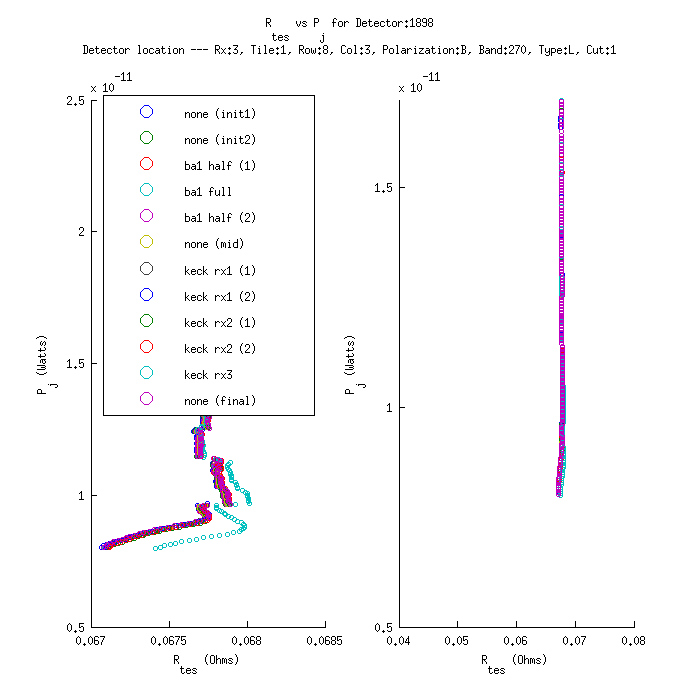 R    vs P  for Detector:1898
tes     j
Detector location --- Rx:3, Tile:1, Row:8, Col:3, Polarization:B, Band:270, Type:L, Cut:1
x 10-11
2.5
2
1.5
1
0.5
P (Watts)
j
none (init1)
none (init2)
ba1 half (1)
ba1 full
ba1 half (2)
none (mid)
keck rx1 (1)
keck rx1 (2)
keck rx2 (1)
keck rx2 (2)
keck rx3
none (final)
0.067 0.0675 0.068 0.0685
R    (Ohms)
tes
x 10-11
1.5
1
0.5
P (Watts)
j
0.04 0.05 0.06 0.07 0.08
R    (Ohms)
tes